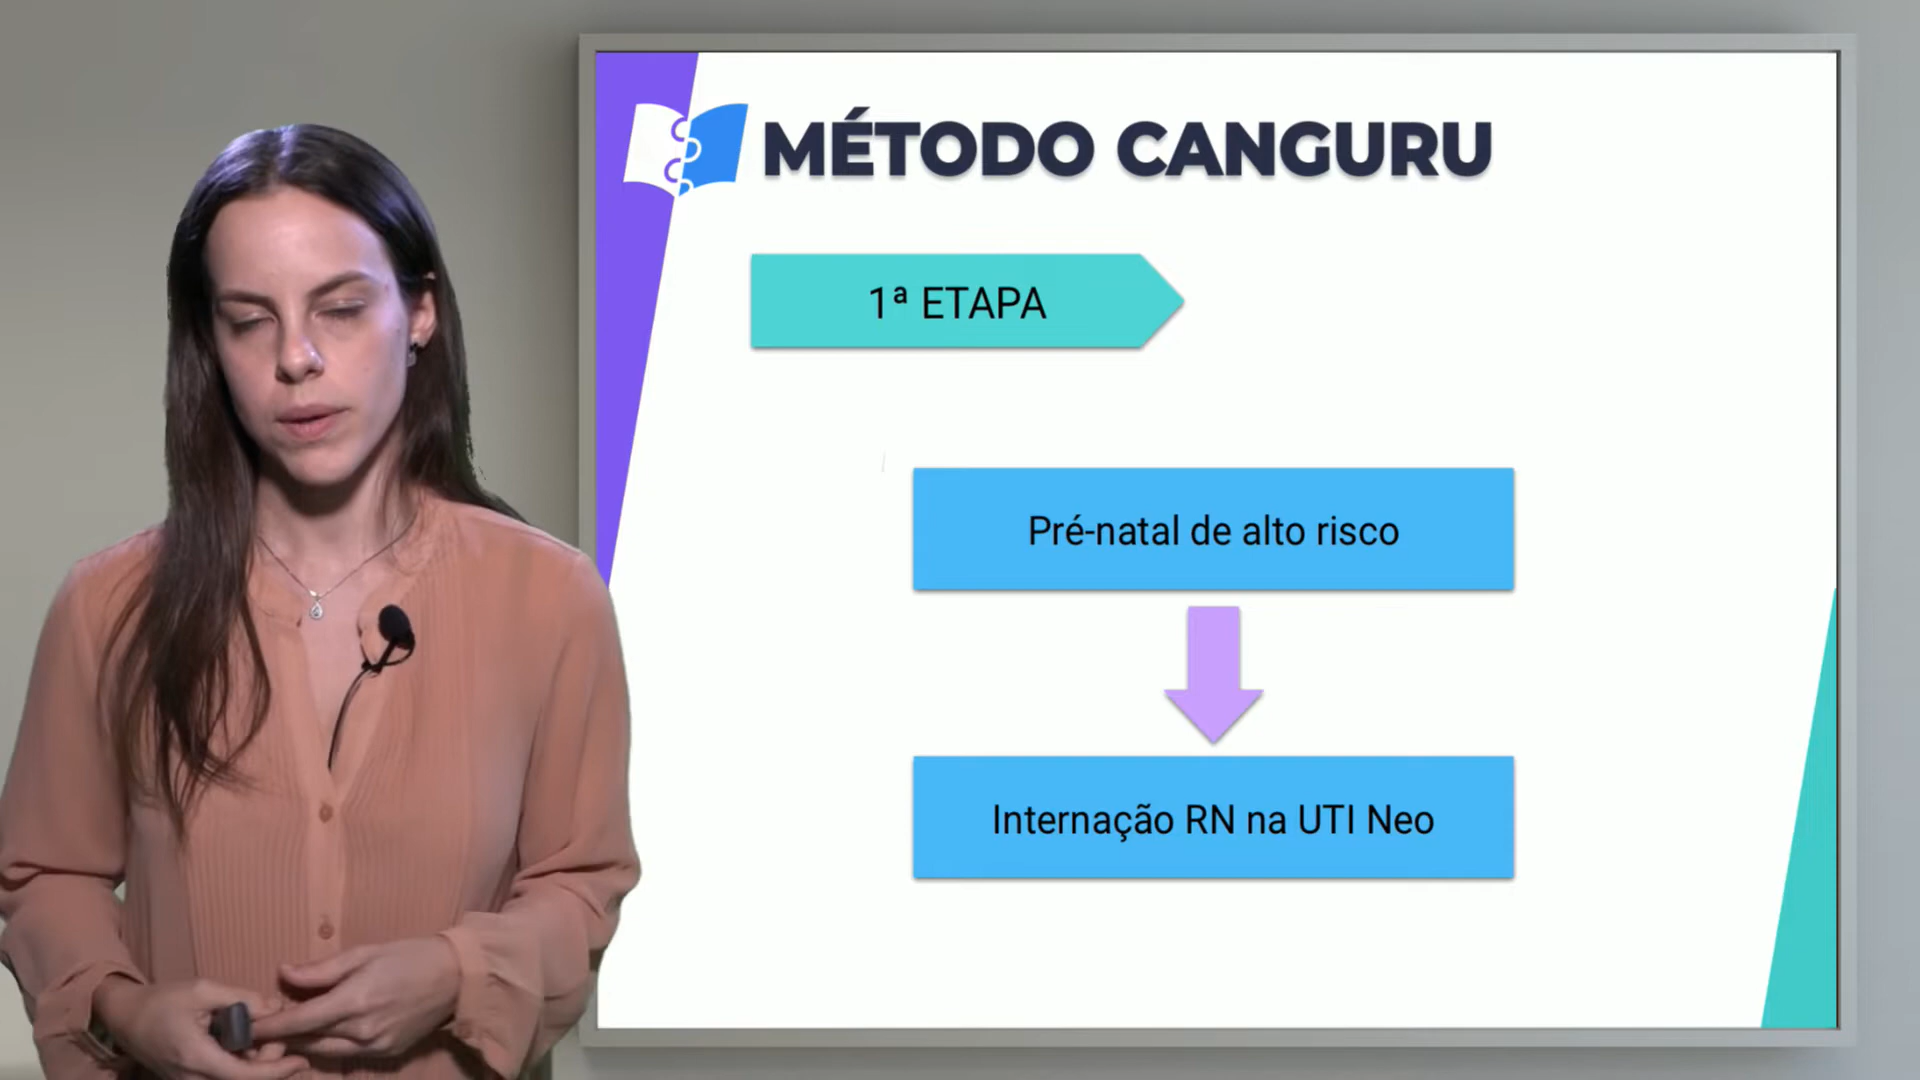 MÉTODO CANGURU
1ª ETAPA
Pré-natal de alto risco
Internação RN na UTI Neo